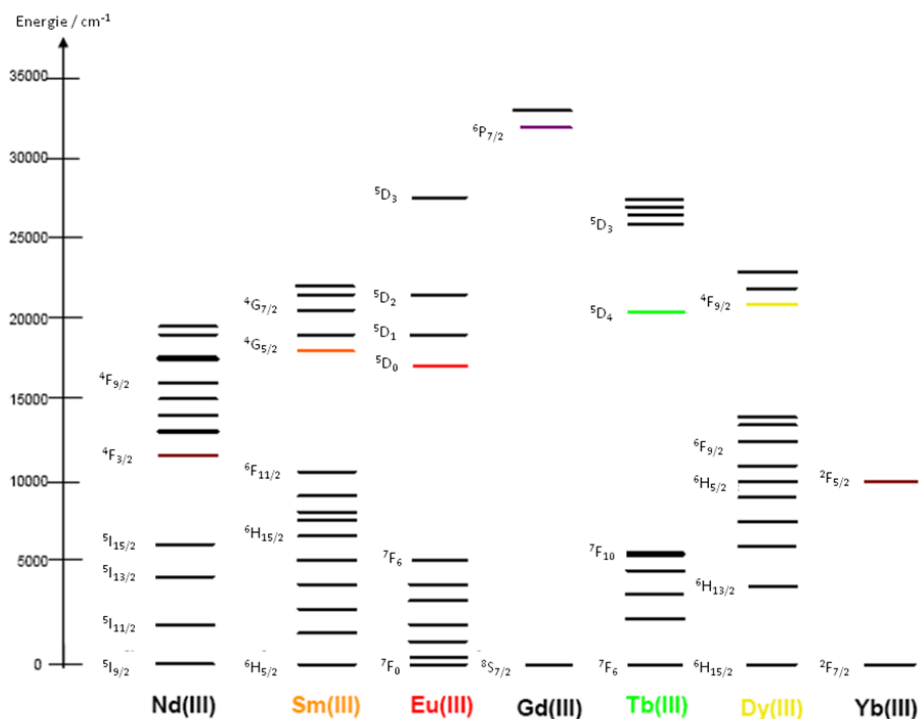 Energie / cm⁻¹
35000
30000
25000
20000
15000
10000
5000
0
⁴F₉/₂
⁴F₃/₂
⁵I₁₅/₂
⁵I₁₃/₂
⁵I₁₁/₂
⁵I₉/₂
⁴G₇/₂
⁴G₅/₂
⁶F₁₁/₂
⁶H₁₅/₂
⁶H₅/₂
⁵D₃
⁵D₂
⁵D₁
⁵D₀
⁷F₆
⁷F₀
⁶P₇/₂
⁸S₇/₂
⁵D₃
⁵D₄
⁷F₁₀
⁷F₆
⁴F₉/₂
⁶F₉/₂
⁶H₅/₂
⁶H₁₃/₂
⁶H₁₅/₂
²F₅/₂
²F₇/₂
Nd(III) Sm(III) Eu(III) Gd(III) Tb(III) Dy(III) Yb(III)